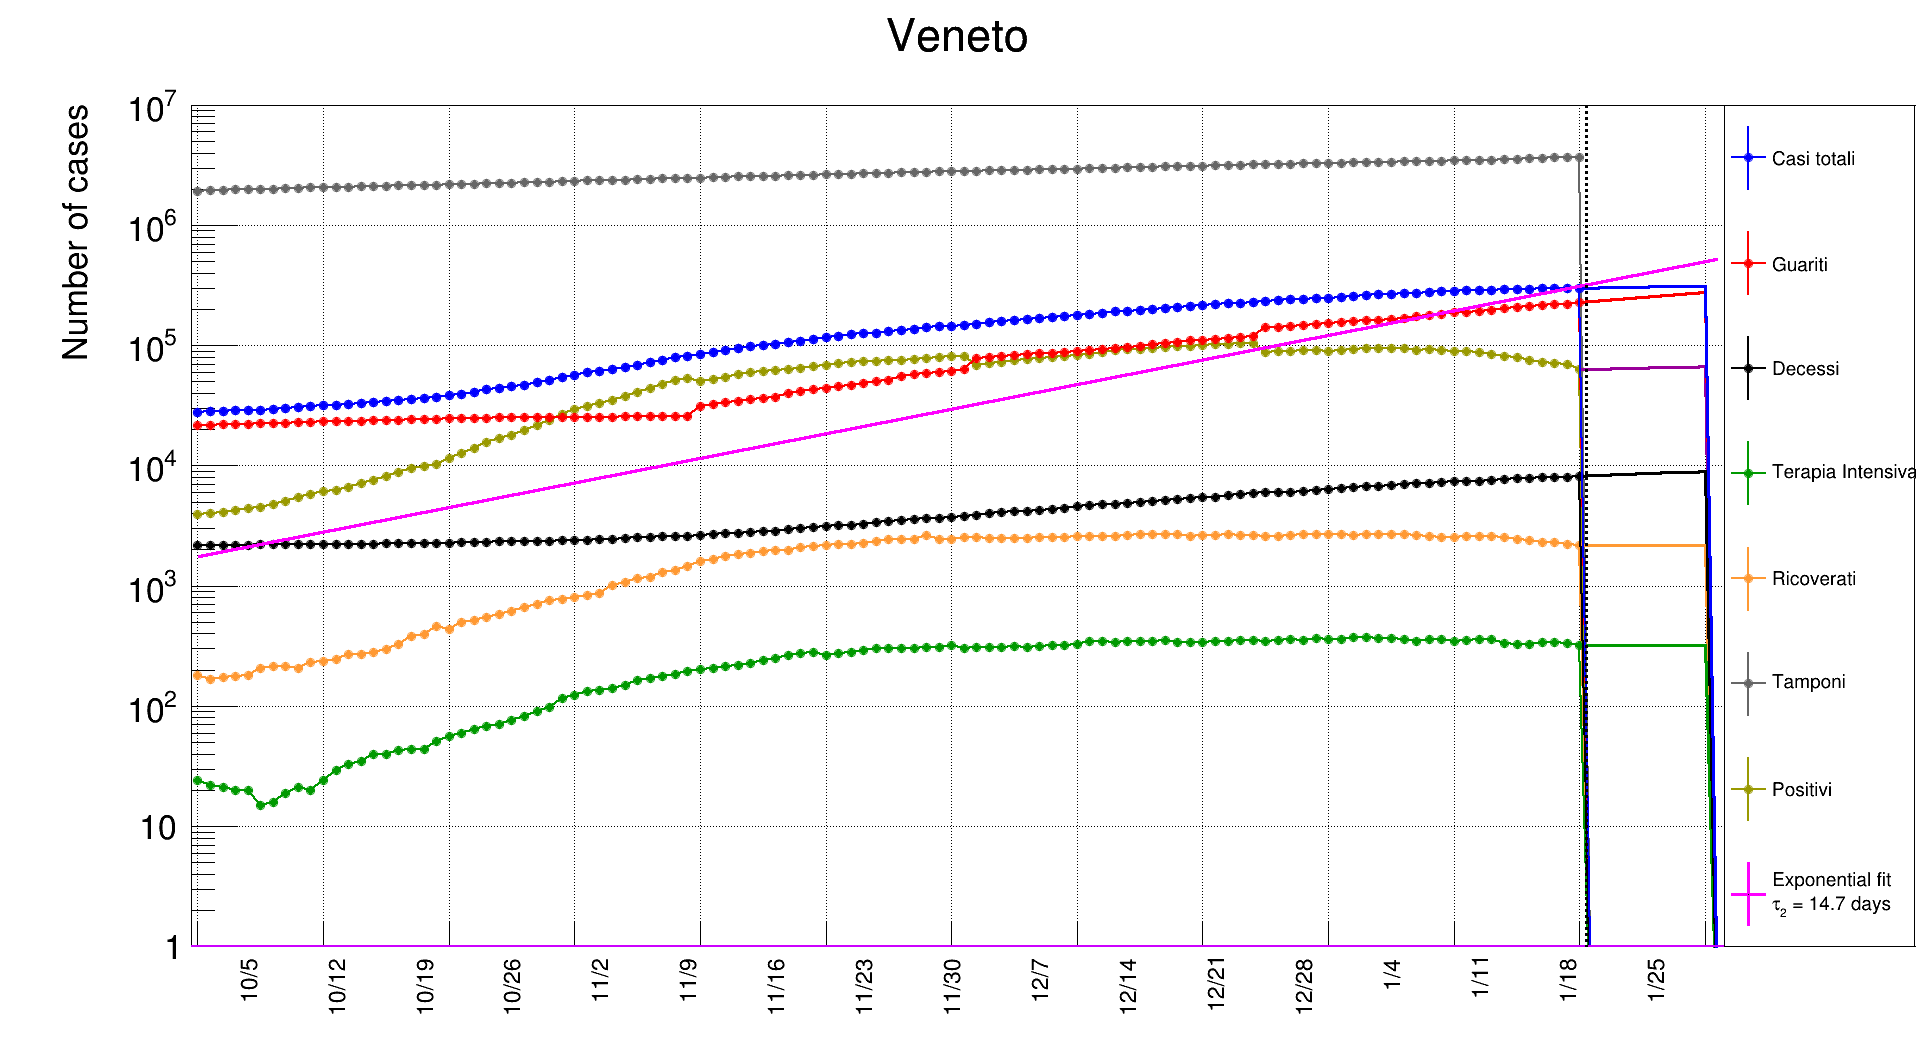 Veneto
Number of cases
10^7
10^6
10^5
10^4
10^3
10^2
10
1
10/5 10/12 10/19 10/26 11/2 11/9 11/16 11/23 11/30 12/7 12/14 12/21 12/28 1/4 1/11 1/18 1/25
Casi totali
Guariti
Decessi
Terapia Intensiva
Ricoverati
Tamponi
Positivi
Exponential fit
τ_2 = 14.7 days